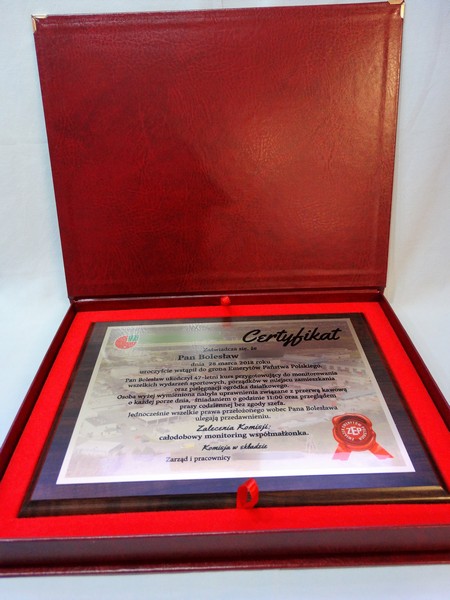 Certyfikat
Zaświadcza się że
Pan Bolesław
dnia 28 marca 2012 roku
uroczyście wstąpił do grona Emerytów Państwa Polskiego.
Pan Bolesław ukończył 47-letni kurs przygotowujący do monitorowania
wszelkich wydarzeń sportowych, porządków w miejscu zamieszkania
oraz pielęgnacji ogródka działkowego.
Osoba wyżej wymieniona nabyła uprawnienia związane z przerwą kawową
o każdej porze dnia, śniadaniem o godzinie 11:00 oraz przeglądem
prasy codziennej bez zgody szefa.
Jednocześnie wszelkie prawa przełożonego wobec Pana Bolesława
ulegają przedawnieniu.
Zalecenia Komisji:
całodobowy monitoring współmałżonka.
Komisja w składzie
Zarząd i pracownicy
ZEP